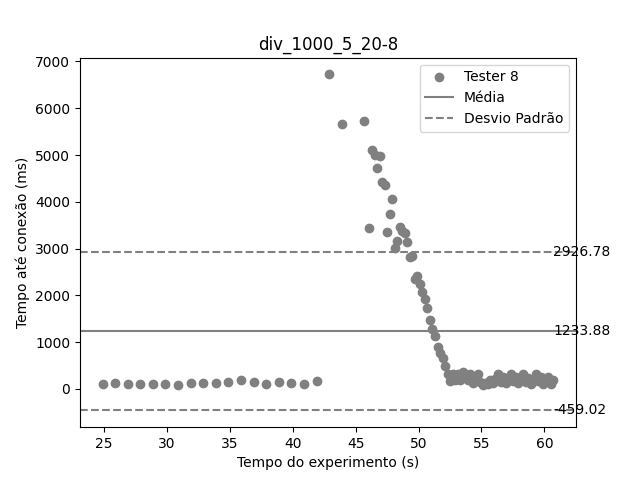 div_1000_5_20-8
7000
6000
5000
4000
3000
2000
1000
0
Tempo até conexão (ms)
Tester 8
Média
Desvio Padrão
2926.78
1233.88
-459.02
25 30 35 40 45 50 55 60
Tempo do experimento (s)